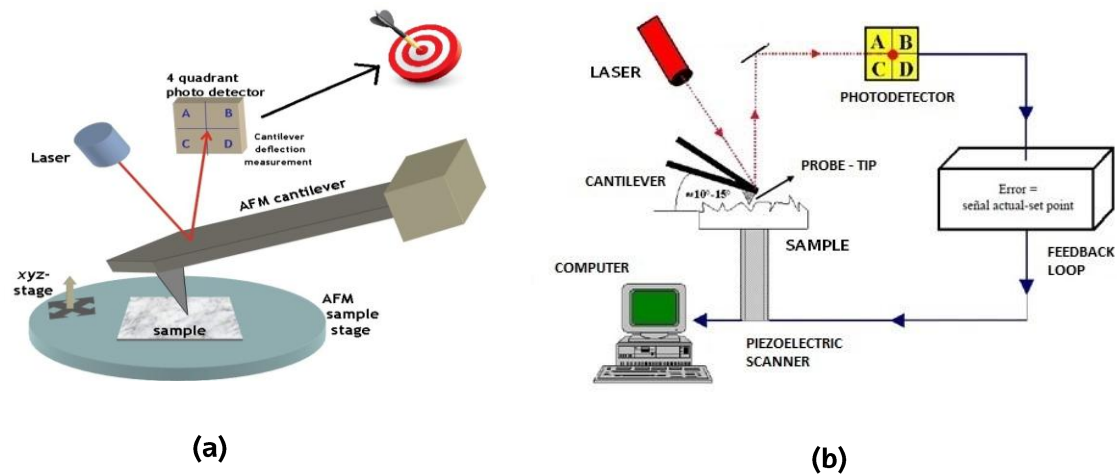 4 quadrant
photo detector
A B
C D
Cantilever
deflection
measurement
Laser
AFM cantilever
xyz-
stage
sample
AFM
sample
stage
(a)
LASER
A B
C D
PHOTODETECTOR
CANTILEVER
≈10°-15°
PROBE - TIP
SAMPLE
Error =
señal actual-set point
FEEDBACK
LOOP
COMPUTER
PIEZOELECTRIC
SCANNER
(b)